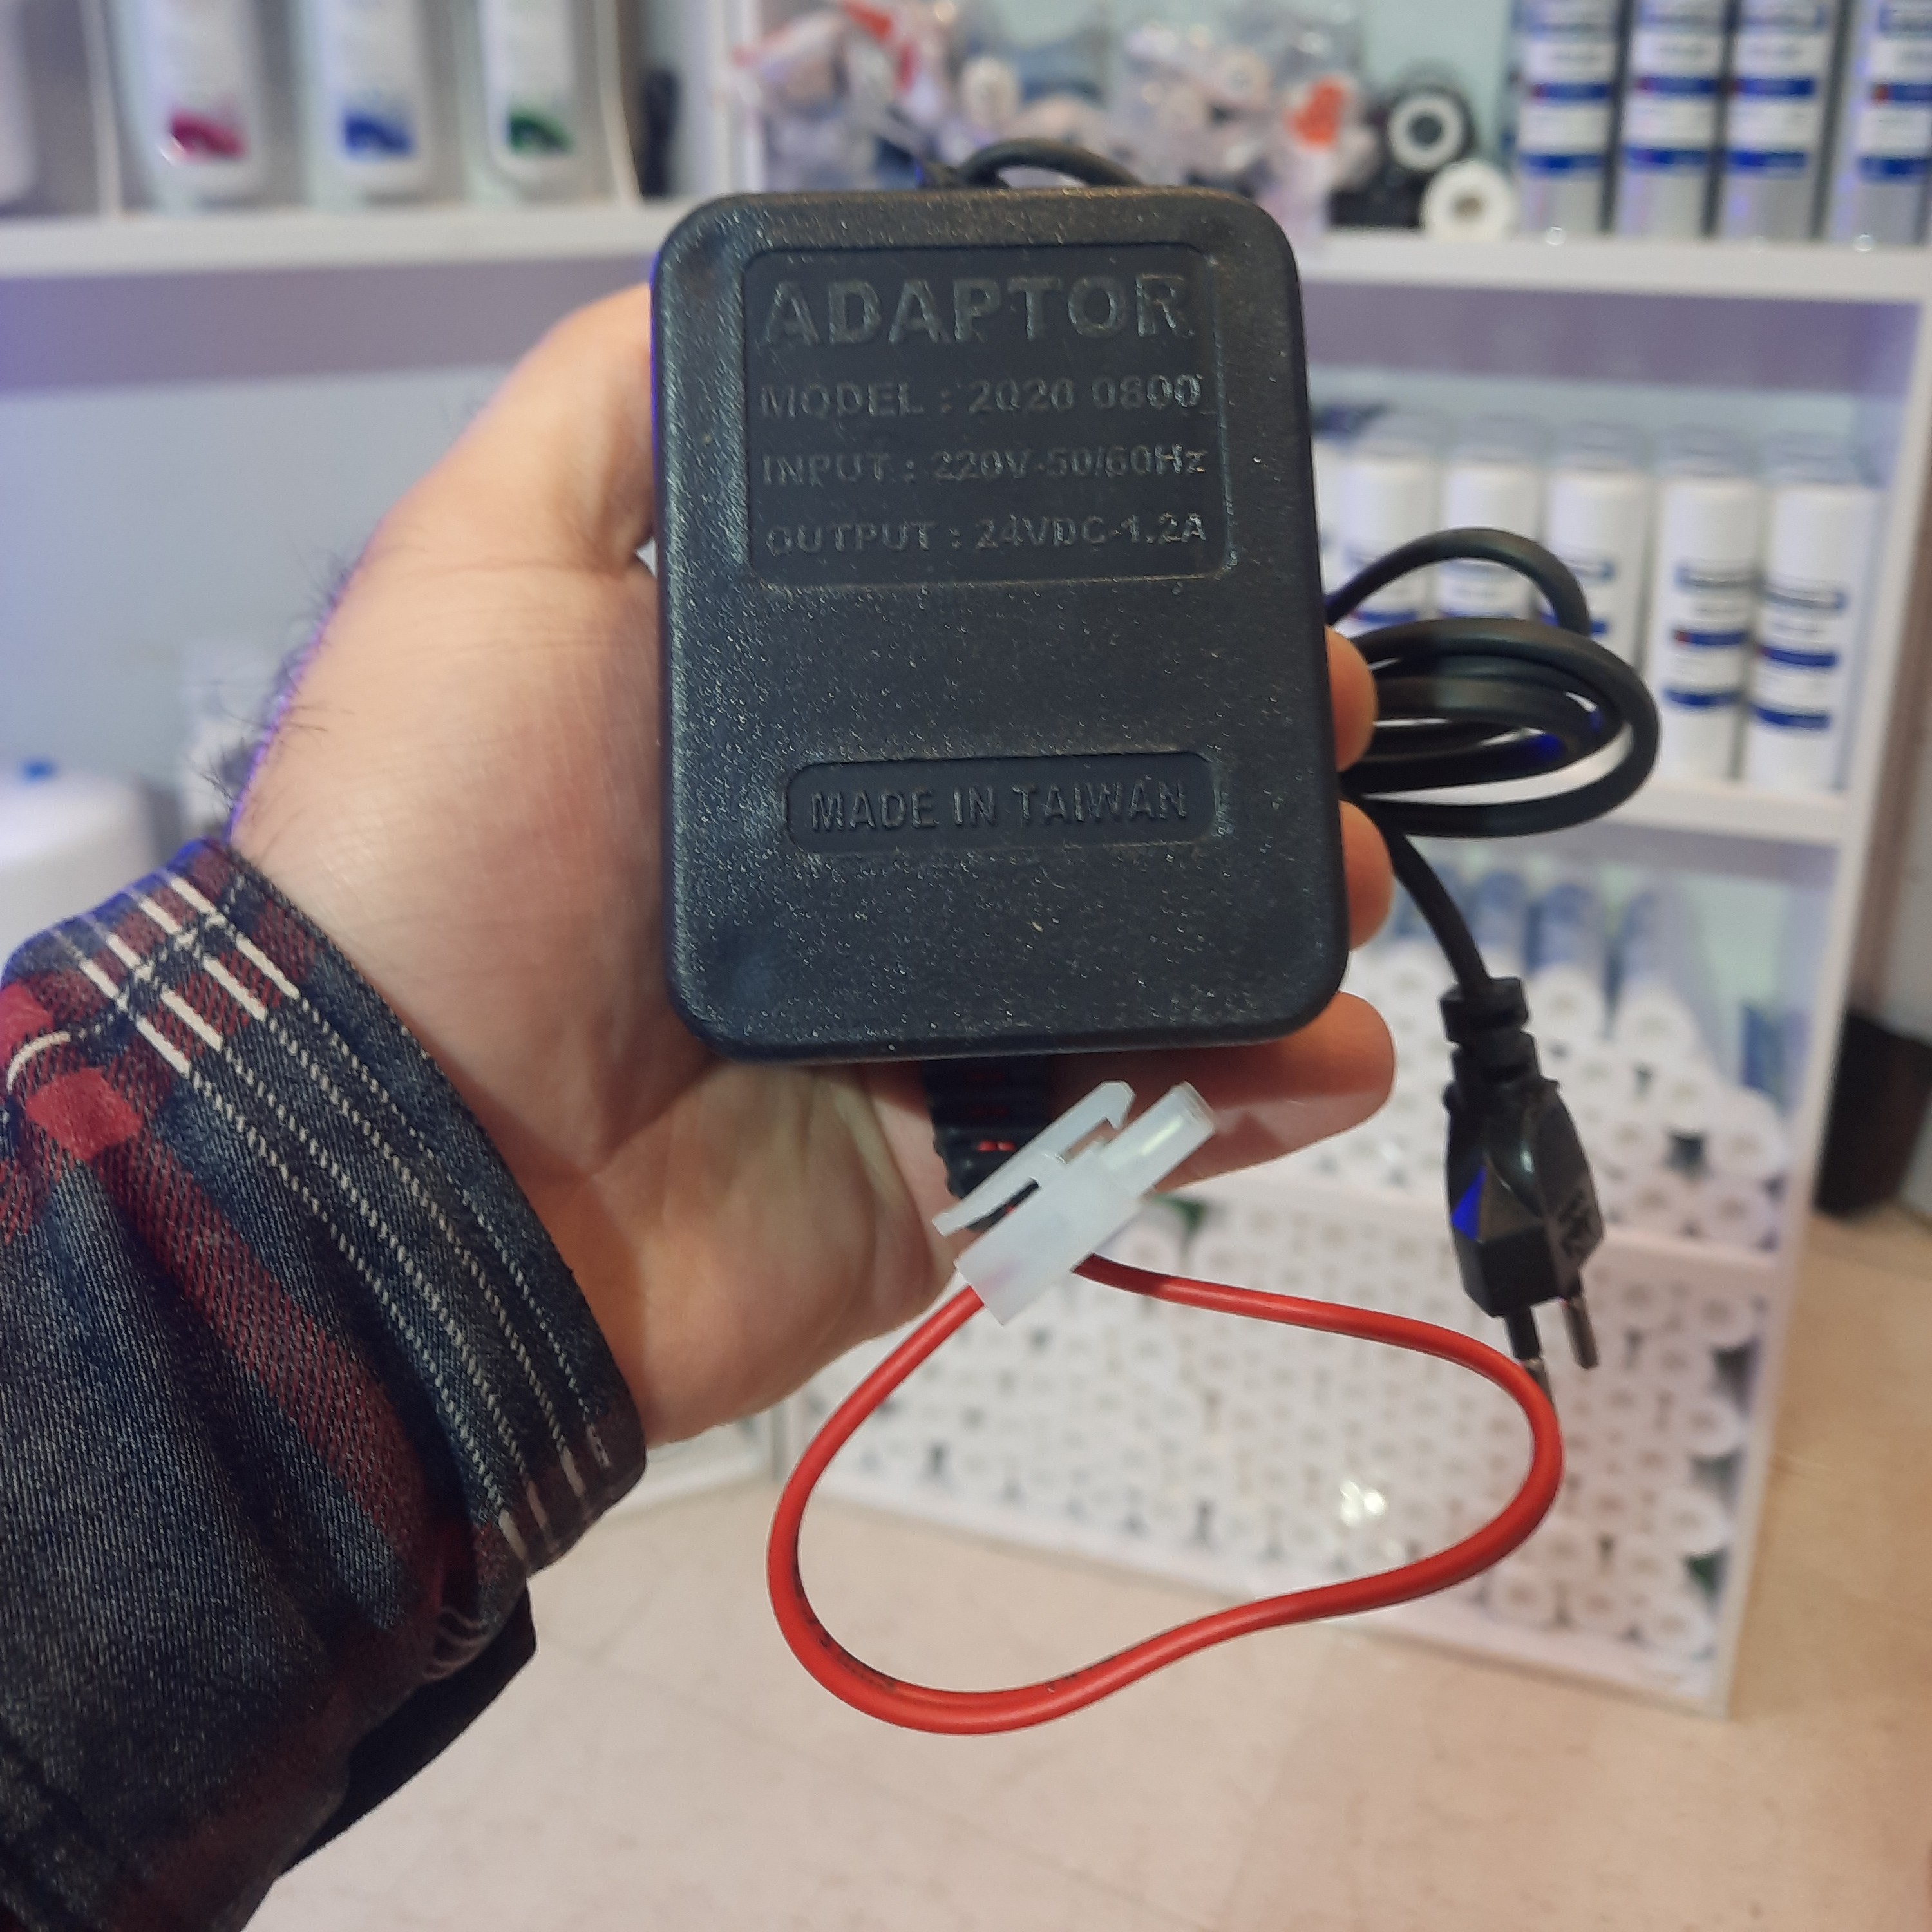 ADAPTOR
MODEL : 2020 0800
INPUT : 220V-50/60Hz
OUTPUT : 24VDC-1.2A
MADE IN TAIWAN